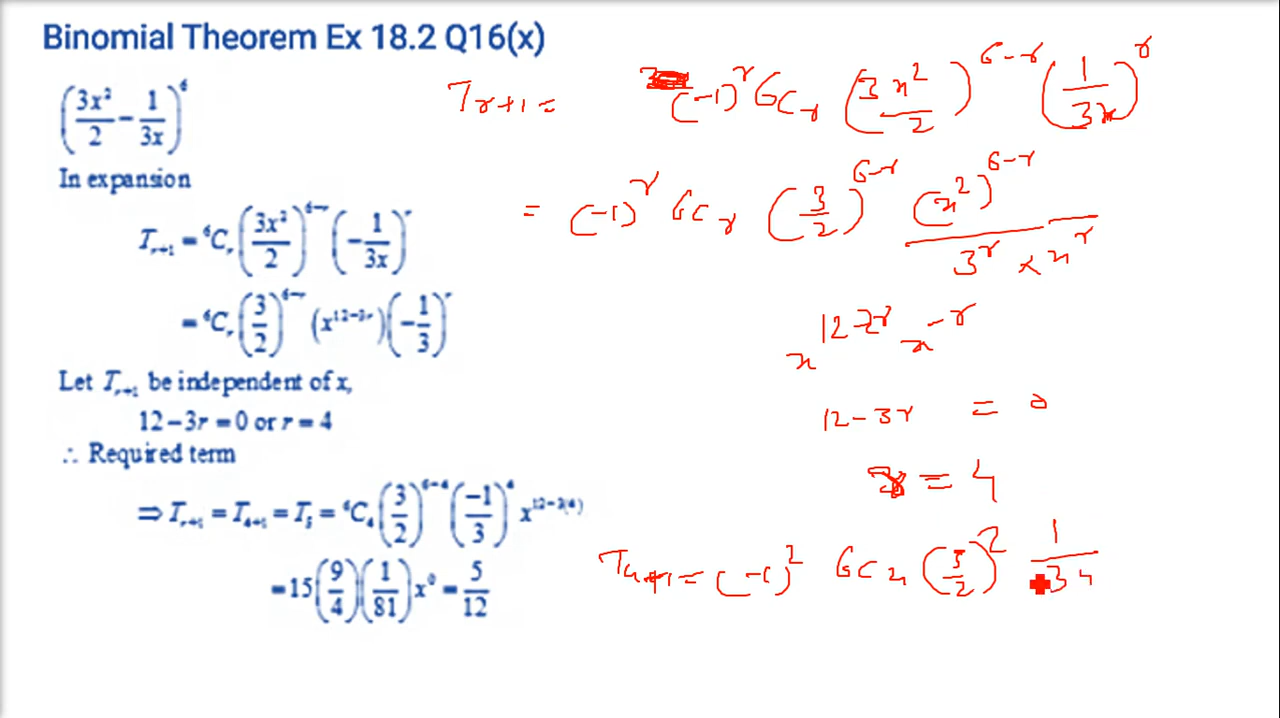 Binomial Theorem Ex 18.2 Q16(x)
(3x²/2 − 1/3x)⁶
In expansion
Tᵣ₊₁ = ⁶Cᵣ (3x²/2)⁶⁻ʳ (−1/3x)ʳ
= ⁶Cᵣ (3/2)⁶⁻ʳ (x¹²⁻³ʳ) (−1/3)ʳ
Let Tᵣ₊₁ be independent of x,
12 − 3r = 0 or r = 4
∴ Required term
⇒ Tᵣ₊₁ = T₄₊₁ = T₅ = ⁶C₄ (3/2)⁶⁻⁴ (−1/3)⁴ x¹²⁻³⁽⁴⁾
= 15 (9/4) (1/81) x⁰ = 5/12
Tᵣ₊₁ = (−1)ʳ 6Cᵣ (3x²/2)⁶⁻ʳ (1/3x)ʳ
= (−1)ʳ 6Cᵣ (3/2)⁶⁻ʳ (x²)⁶⁻ʳ / 3ʳ × xʳ
x¹²⁻²ʳ x⁻ʳ
12 − 3r = 0
r = 4
T₄₊₁ = (−1)² 6C₄ (3/2)² 1/3⁴